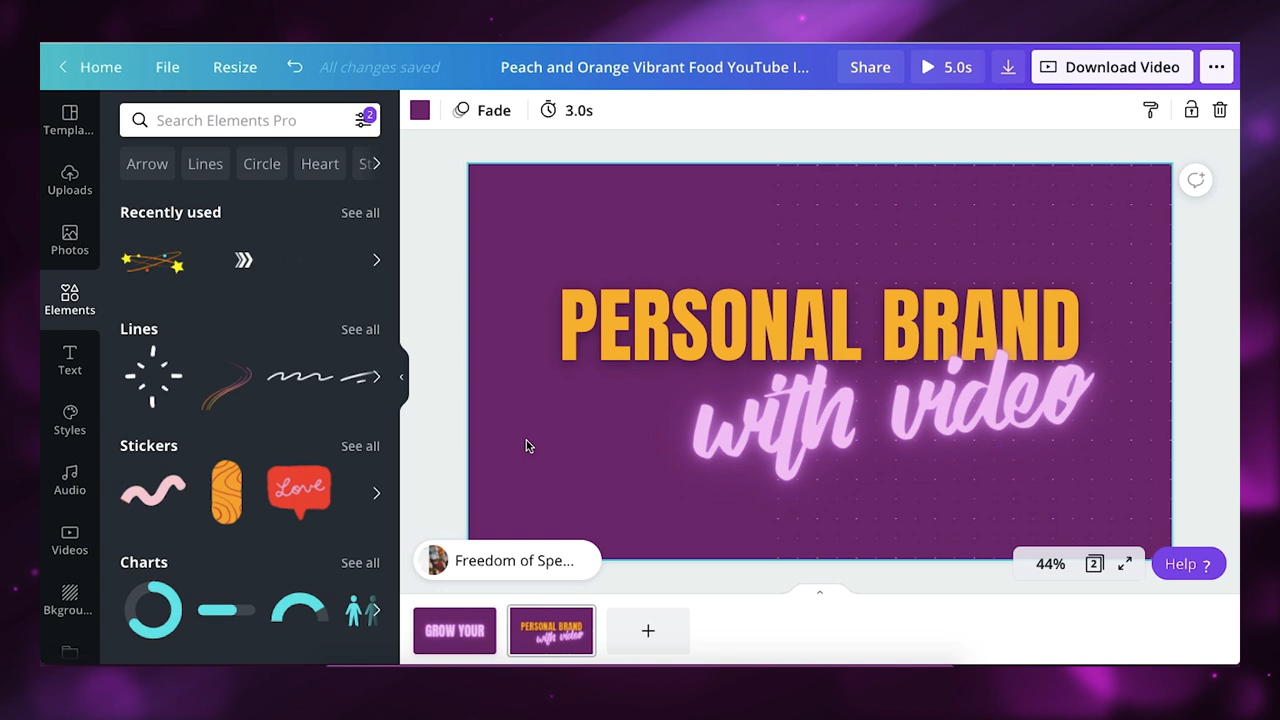 Home File Resize All changes saved Peach and Orange Vibrant Food YouTube I... Share 5.0s Download Video
Templa...
Uploads
Photos
Elements
Text
Styles
Audio
Videos
Bkgrou...
Search Elements Pro 2
Arrow Lines Circle Heart St
Recently used See all
Lines See all
Stickers See all
Love
Charts See all
Fade 3.0s
PERSONAL BRAND
with video
Freedom of Spe...
44% 2 Help ?
GROW YOUR
PERSONAL BRAND
with video